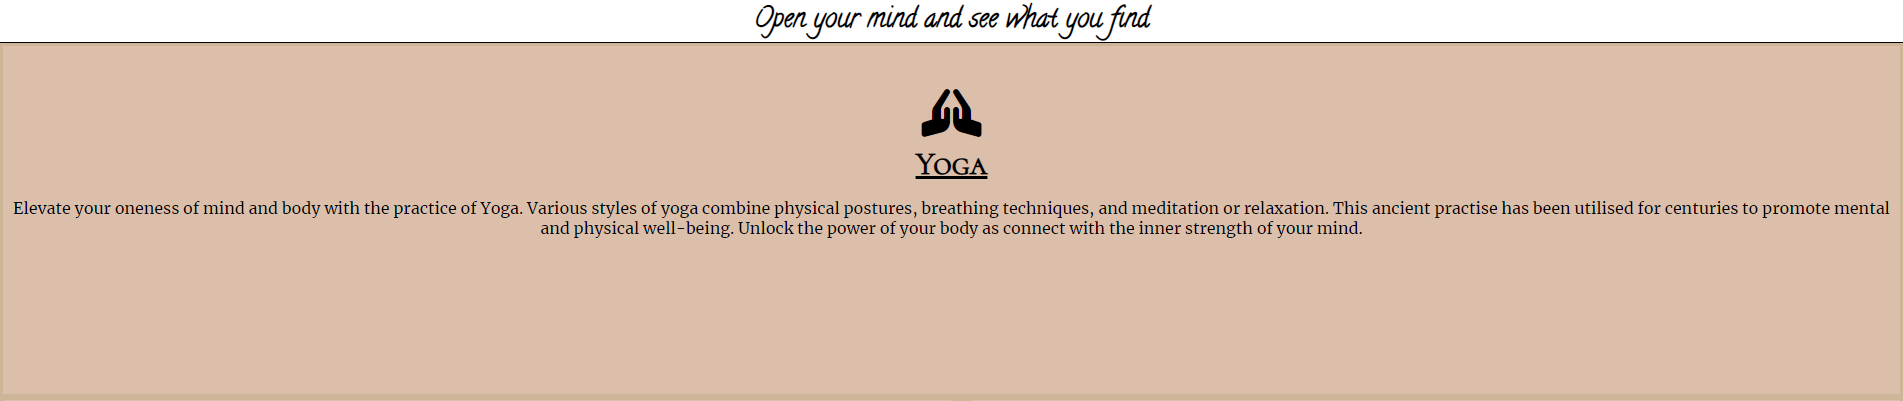 Open your mind and see what you find
Yoga
Elevate your oneness of mind and body with the practice of Yoga. Various styles of yoga combine physical postures, breathing techniques, and meditation or relaxation. This ancient practise has been utilised for centuries to promote mental
and physical well-being. Unlock the power of your body as connect with the inner strength of your mind.